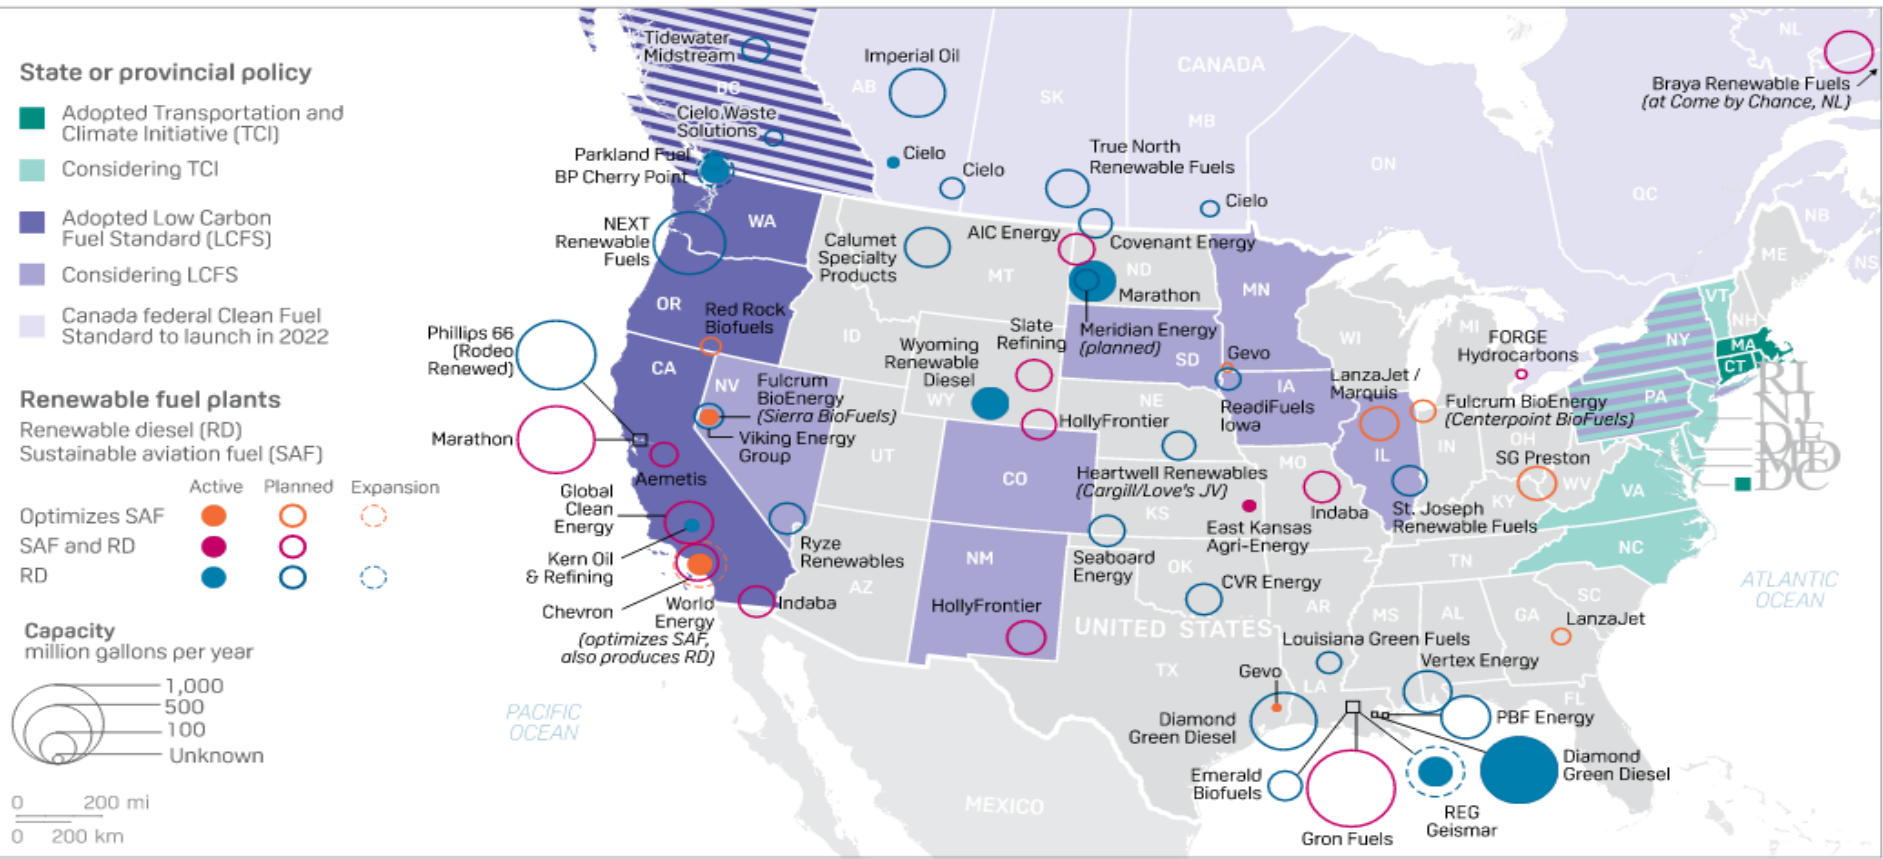 State or provincial policy
Adopted Transportation and
Climate Initiative (TCI)
Considering TCI
Adopted Low Carbon
Fuel Standard (LCFS)
Considering LCFS
Canada federal Clean Fuel
Standard to launch in 2022
Renewable fuel plants
Renewable diesel (RD)
Sustainable aviation fuel (SAF)
Active Planned Expansion
Optimizes SAF
SAF and RD
RD
Capacity
million gallons per year
1,000
500
100
Unknown
0 200 mi
0 200 km
Tidewater
Midstream
BC
Cielo Waste
Solutions
Parkland Fuel
BP Cherry Point
Imperial Oil
AB
SK
CANADA
MB
ON
QC
NL
NB
NS
Braya Renewable Fuels
(at Come by Chance, NL)
Cielo
Cielo
True North
Renewable Fuels
Cielo
NEXT
Renewable
Fuels
WA
Calumet
Specialty
Products
AIC Energy
Covenant Energy
MT
ND
Marathon
MN
OR
Red Rock
Biofuels
ID
Slate
Refining
Meridian Energy
(planned)
SD
Wyoming
Renewable
Diesel
WY
Gevo
WI
MI
FORGE
Hydrocarbons
ME
VT
NH
NY
MA
CT
RI
NJ
DE
MD
DC
PA
Phillips 66
(Rodeo
Renewed)
CA
NV
Fulcrum
BioEnergy
(Sierra BioFuels)
Viking Energy
Group
Marathon
Aemetis
UT
HollyFrontier
NE
IA
ReadiFuels
Iowa
LanzaJet /
Marquis
Fulcrum BioEnergy
(Centerpoint BioFuels)
IL
IN
OH
SG Preston
WV
KY
VA
NC
Global
Clean
Energy
Kern Oil
& Refining
Chevron
World
Energy
(optimizes SAF,
also produces RD)
Indaba
Ryze
Renewables
AZ
CO
NM
HollyFrontier
Heartwell Renewables
(Cargill/Love's JV)
KS
MO
East Kansas
Agri-Energy
Indaba
St. Joseph
Renewable Fuels
Seaboard
Energy
OK
CVR Energy
TN
AR
MS
AL
GA
SC
LanzaJet
UNITED STATES
TX
Louisiana Green Fuels
Vertex Energy
LA
FL
Gevo
Diamond
Green Diesel
PBF Energy
Emerald
Biofuels
Gron Fuels
REG
Geismar
Diamond
Green Diesel
MEXICO
PACIFIC
OCEAN
ATLANTIC
OCEAN